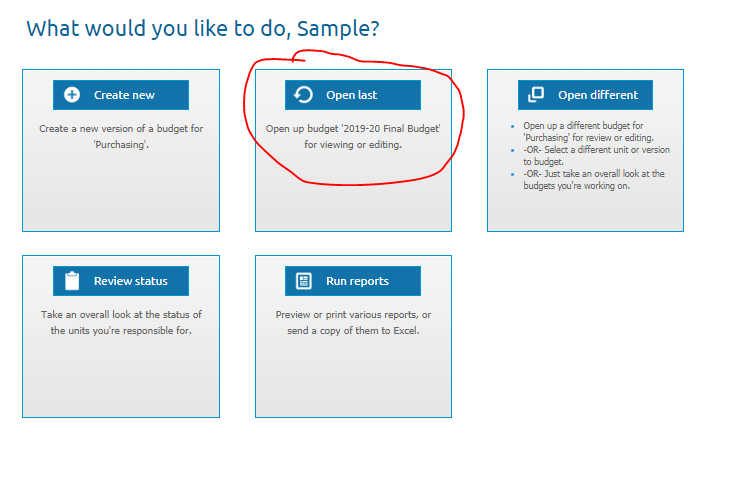 What would you like to do, Sample?
Create new
Create a new version of a budget for
'Purchasing'.
Open last
Open up budget '2019-20 Final Budget'
for viewing or editing.
Open different
• Open up a different budget for
'Purchasing' for review or editing.
• -OR- Select a different unit or version
to budget.
• -OR- Just take an overall look at the
budgets you're working on.
Review status
Take an overall look at the status of
the units you're responsible for.
Run reports
Preview or print various reports, or
send a copy of them to Excel.